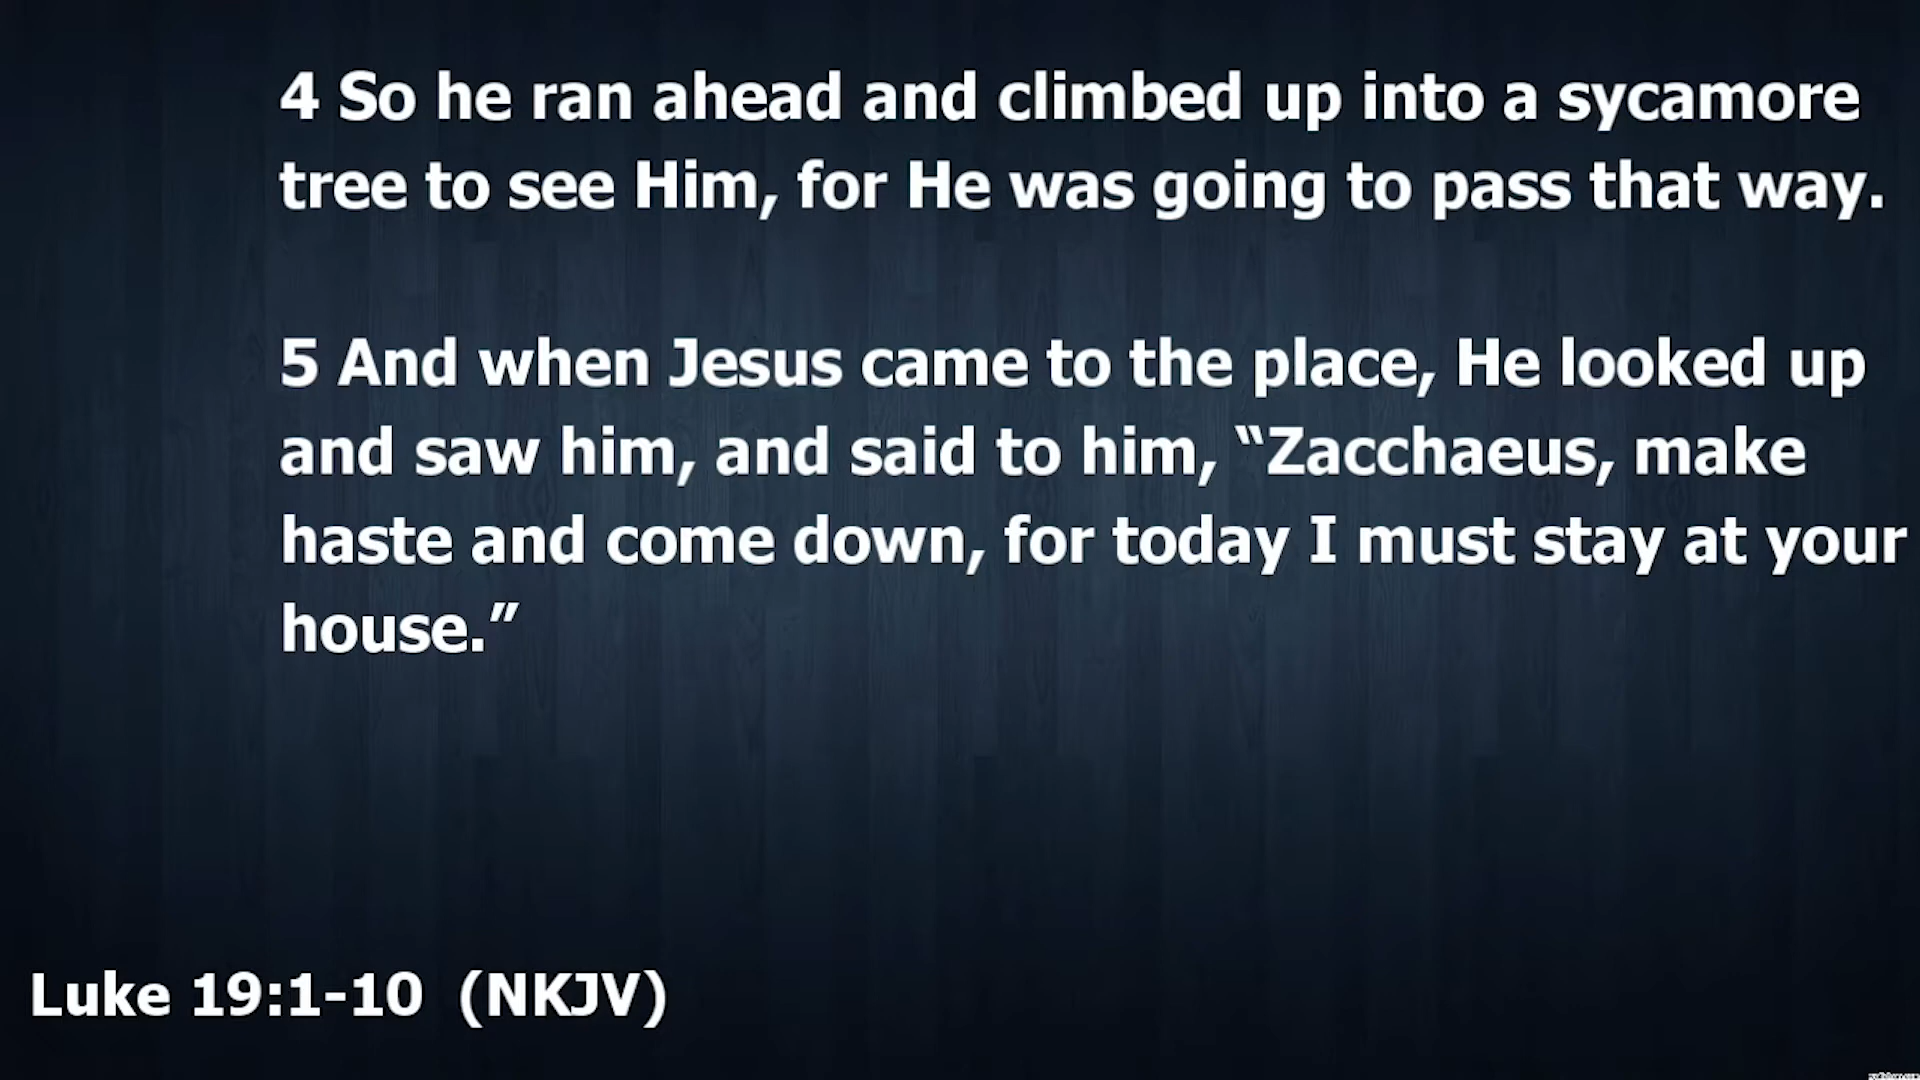 4 So he ran ahead and climbed up into a sycamore
tree to see Him, for He was going to pass that way.
5 And when Jesus came to the place, He looked up
and saw him, and said to him, “Zacchaeus, make
haste and come down, for today I must stay at your
house.”
Luke 19:1-10 (NKJV)